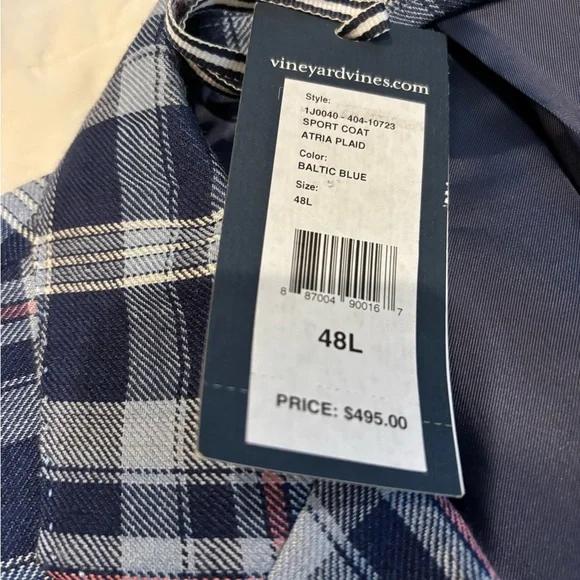 vineyardvines.com
Style:
1J0040 - 404-10723
SPORT COAT
ATRIA PLAID
Color:
BALTIC BLUE
Size:
48L
8 87004 90016 7
48L
PRICE: $495.00